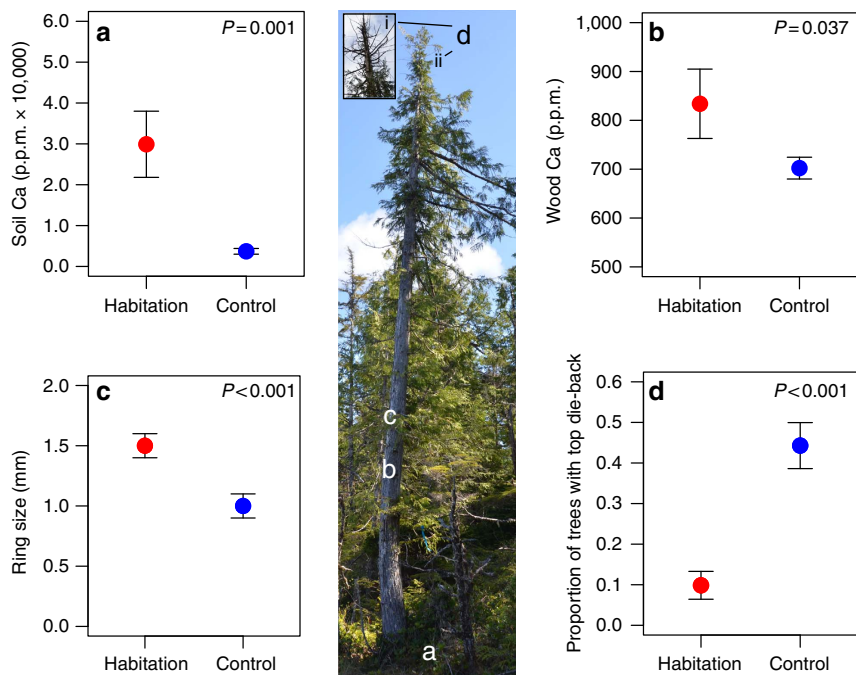 a
P = 0.001
Soil Ca (p.p.m. × 10,000)
6.0
5.0
4.0
3.0
2.0
1.0
0.0
Habitation
Control
i
d
ii
c
b
a
b
P = 0.037
Wood Ca (p.p.m.)
1,000
900
800
700
600
500
Habitation
Control
c
P < 0.001
Ring size (mm)
2.0
1.5
1.0
0.5
0.0
Habitation
Control
d
P < 0.001
Proportion of trees with top die-back
0.6
0.5
0.4
0.3
0.2
0.1
0.0
Habitation
Control